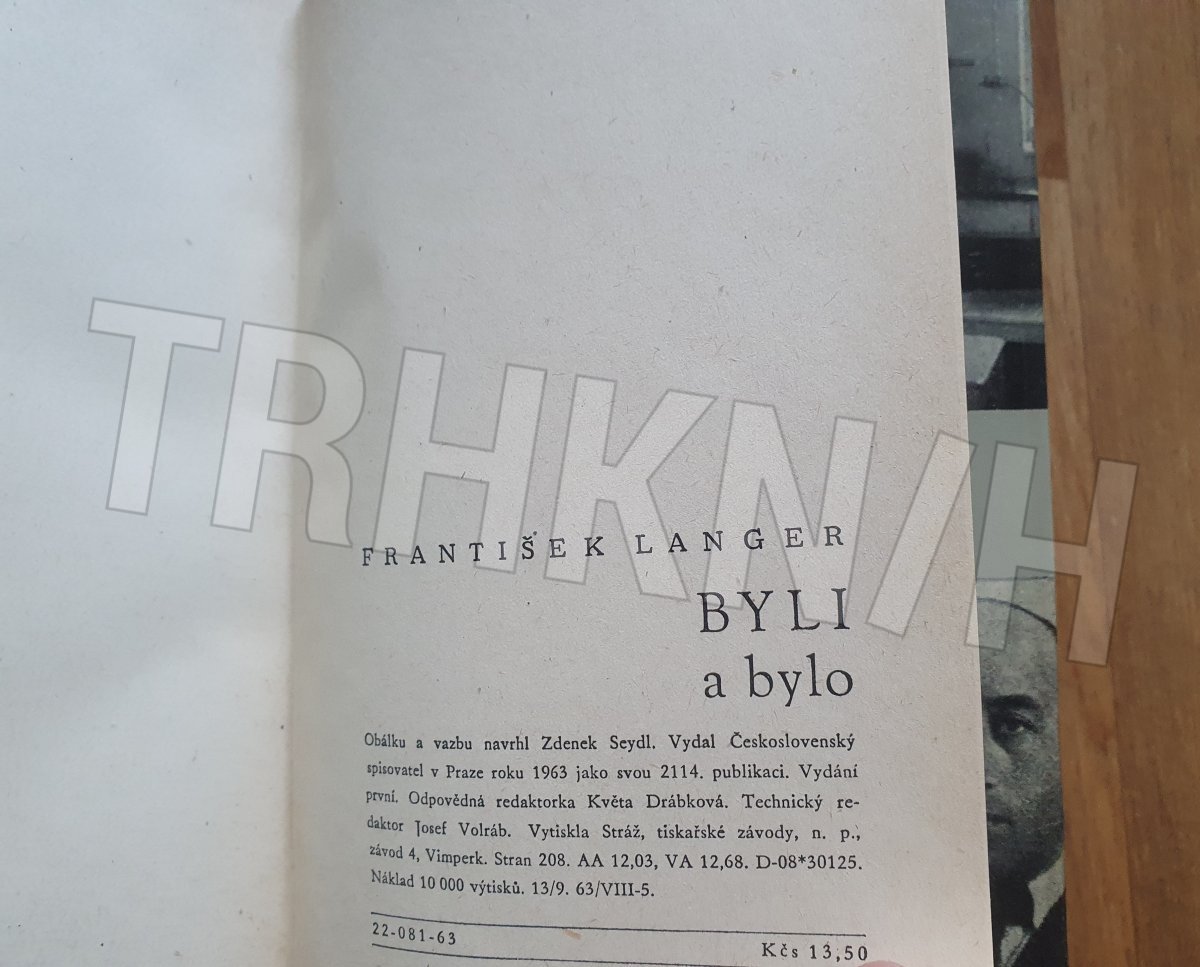 TRHKNIH
FRANTIŠEK LANGER
BYLI
a bylo
Obálku a vazbu navrhl Zdenek Seydl. Vydal Československý
spisovatel v Praze roku 1963 jako svou 2114. publikaci. Vydání
první. Odpovědná redaktorka Květa Drábková. Technický re-
daktor Josef Volráb. Vytiskla Stráž, tiskařské závody, n. p.,
závod 4, Vimperk. Stran 208. AA 12,03, VA 12,68. D-08*30125.
Náklad 10 000 výtisků. 13/9. 63/VIII-5.
22-081-63
Kčs 13,50